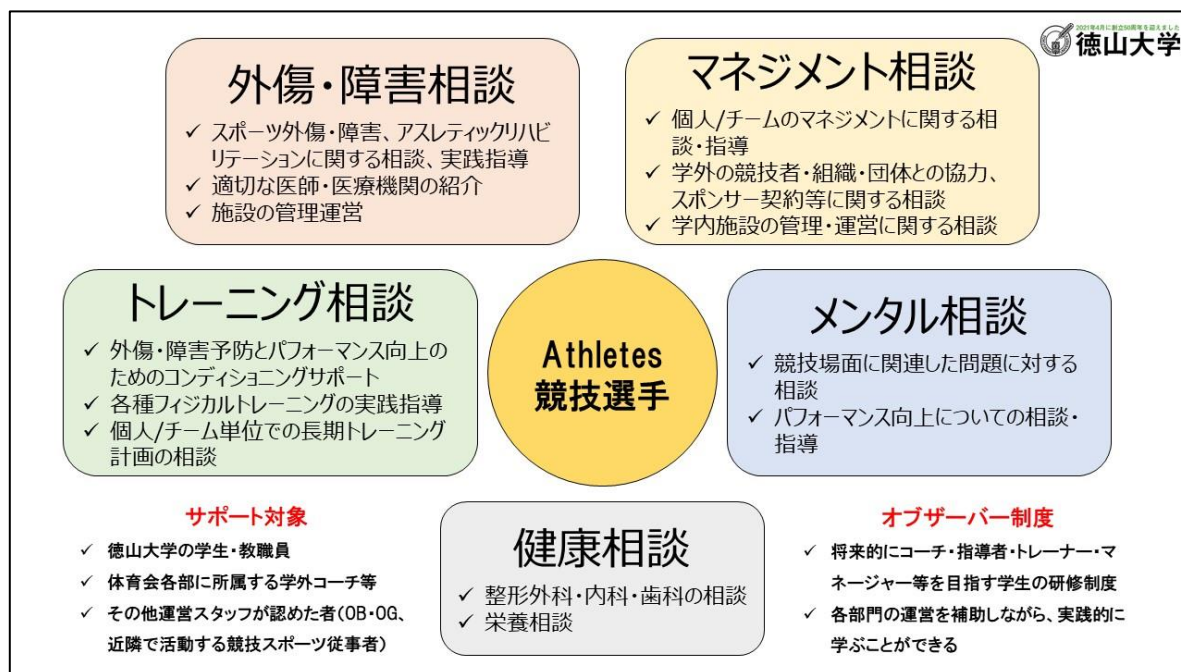 2021年4月に創立50周年を迎えました
徳山大学
外傷・障害相談
✓ スポーツ外傷・障害、アスレティックリハビ
リテーションに関する相談、実践指導
✓ 適切な医師・医療機関の紹介
✓ 施設の管理運営
マネジメント相談
✓ 個人/チームのマネジメントに関する相
談・指導
✓ 学外の競技者・組織・団体との協力、
スポンサー契約等に関する相談
✓ 学内施設の管理・運営に関する相談
トレーニング相談
✓ 外傷・障害予防とパフォーマンス向上の
ためのコンディショニングサポート
✓ 各種フィジカルトレーニングの実践指導
✓ 個人/チーム単位での長期トレーニング
計画の相談
Athletes
競技選手
メンタル相談
✓ 競技場面に関連した問題に対する
相談
✓ パフォーマンス向上についての相談・
指導
サポート対象
✓ 徳山大学の学生・教職員
✓ 体育会各部に所属する学外コーチ等
✓ その他運営スタッフが認めた者(OB・OG、
近隣で活動する競技スポーツ従事者)
健康相談
✓ 整形外科・内科・歯科の相談
✓ 栄養相談
オブザーバー制度
✓ 将来的にコーチ・指導者・トレーナー・マ
ネージャー等を目指す学生の研修制度
✓ 各部門の運営を補助しながら、実践的に
学ぶことができる